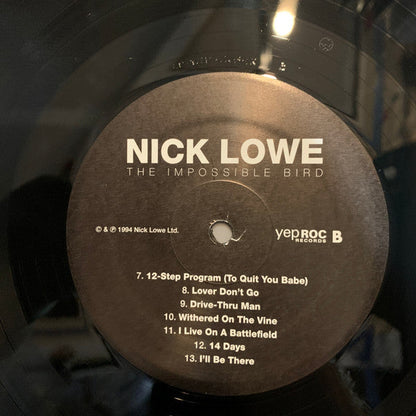 NICK LOWE
THE IMPOSSIBLE BIRD
© & ℗ 1994 Nick Lowe Ltd.
yepROC
RECORDS
B
7. 12-Step Program (To Quit You Babe)
8. Lover Don't Go
9. Drive-Thru Man
10. Withered On The Vine
11. I Live On A Battlefield
12. 14 Days
13. I'll Be There